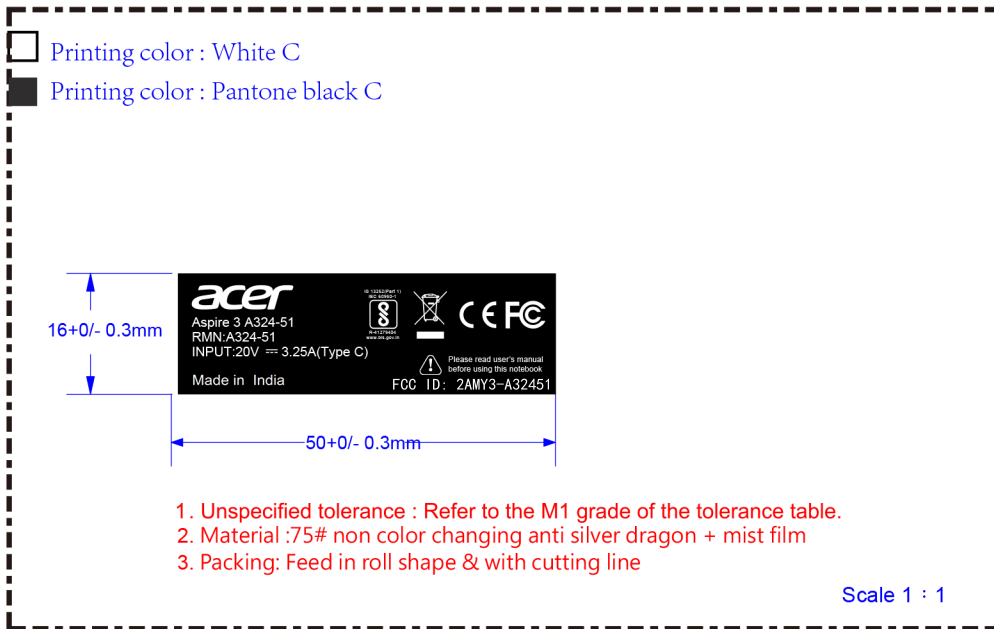 Printing color : White C
Printing color : Pantone black C
16+0/- 0.3mm
acer
Aspire 3 A324-51
RMN:A324-51
INPUT:20V ⎓ 3.25A(Type C)
Made in India
IS 13252(Part 1)
IEC 60950-1
R-41279464
www.bis.gov.in
CE FC
Please read user's manual
before using this notebook
FCC ID: 2AMY3-A32451
50+0/- 0.3mm
1. Unspecified tolerance : Refer to the M1 grade of the tolerance table.
2. Material :75# non color changing anti silver dragon + mist film
3. Packing: Feed in roll shape & with cutting line
Scale 1 : 1